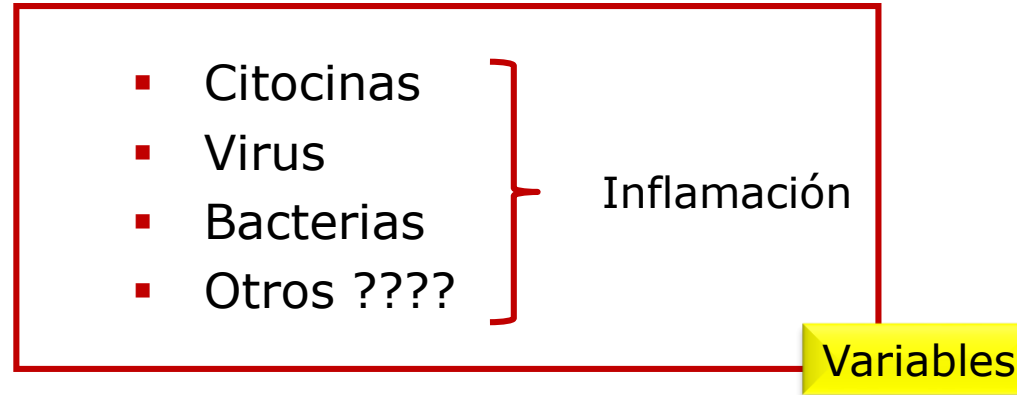 Citocinas
Virus
Bacterias
Otros ????
Inflamación
Variables